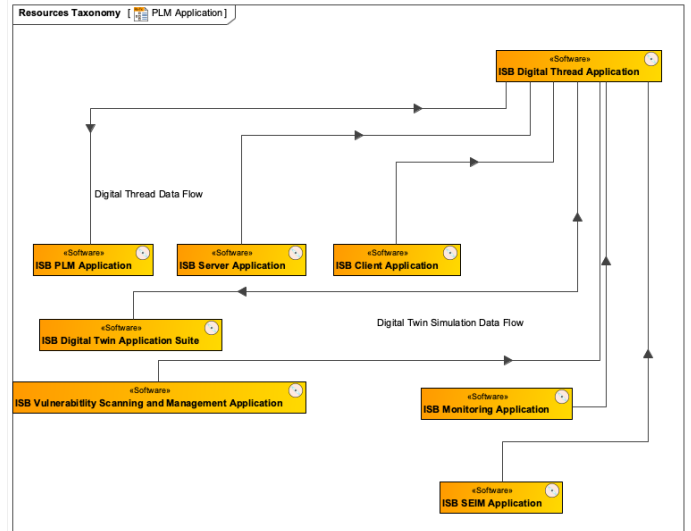 Resources Taxonomy [ PLM Application ]
«Software»
ISB Digital Thread Application
Digital Thread Data Flow
«Software»
ISB PLM Application
«Software»
ISB Server Application
«Software»
ISB Client Application
«Software»
ISB Digital Twin Application Suite
Digital Twin Simulation Data Flow
«Software»
ISB Vulnerabitlity Scanning and Management Application
«Software»
ISB Monitoring Application
«Software»
ISB SEIM Application